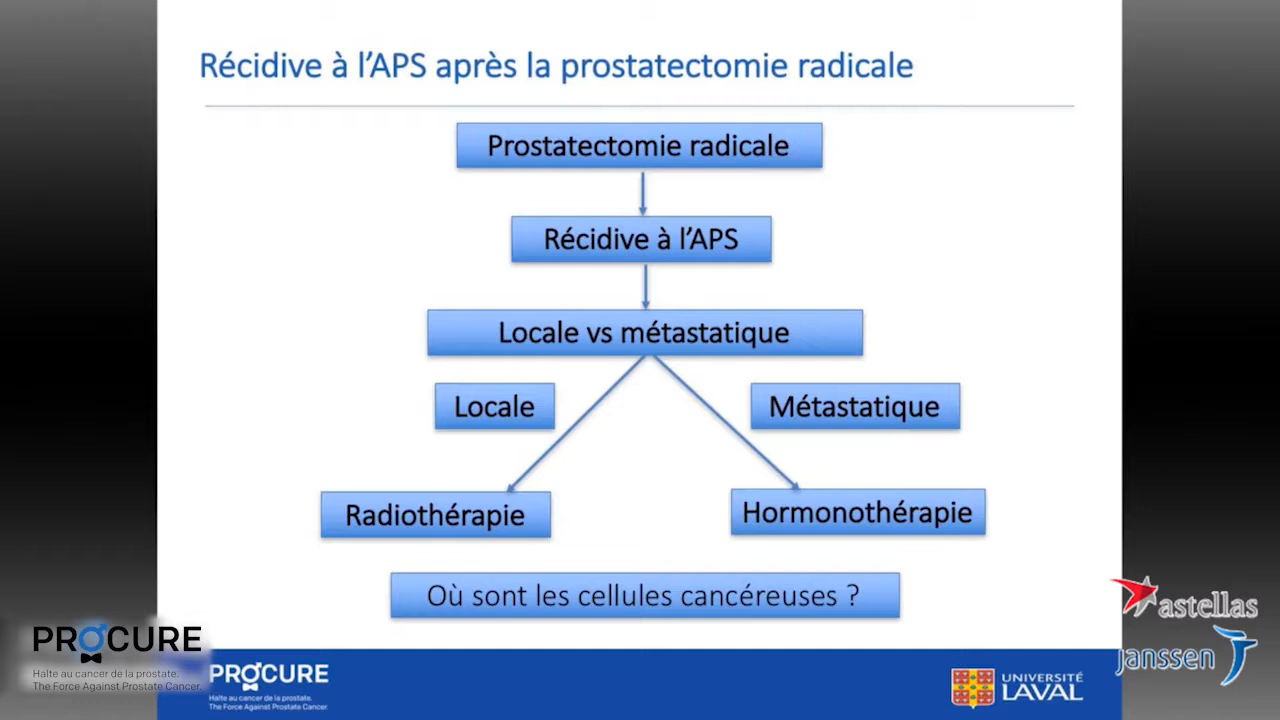 Récidive à l’APS après la prostatectomie radicale
Prostatectomie radicale
Récidive à l’APS
Locale vs métastatique
Locale
Métastatique
Radiothérapie
Hormonothérapie
Où sont les cellules cancéreuses ?
astellas
janssen
PROCURE
Halte au cancer de la prostate.
The Force Against Prostate Cancer.
PROCURE
Halte au cancer de la prostate.
The Force Against Prostate Cancer.
UNIVERSITÉ
LAVAL